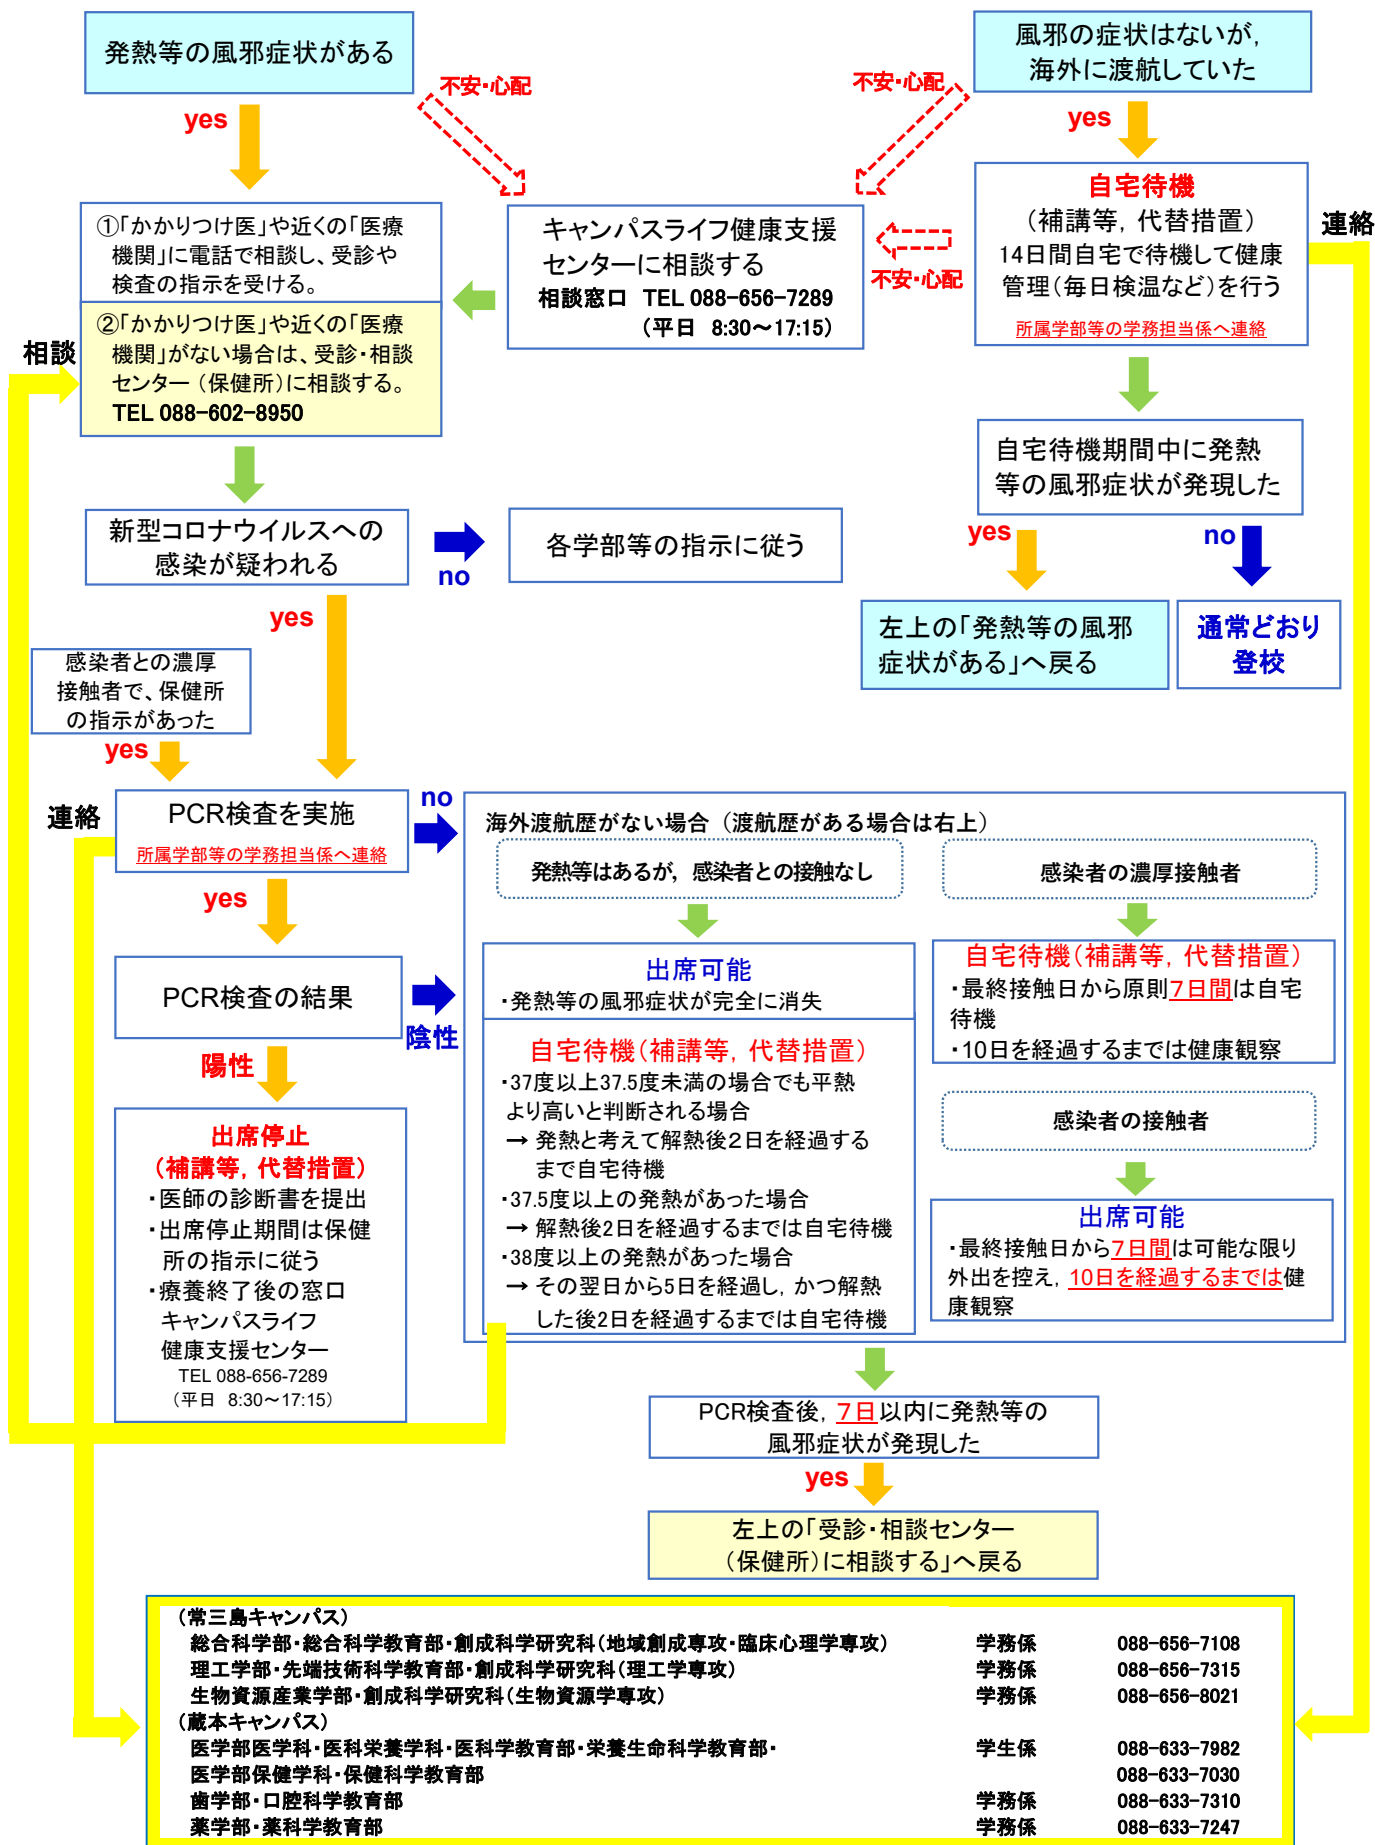 発熱等の風邪症状がある
風邪の症状はないが,
海外に渡航していた
不安・心配
不安・心配
yes
yes
①「かかりつけ医」や近くの「医療
機関」に電話で相談し、受診や
検査の指示を受ける。
②「かかりつけ医」や近くの「医療
機関」がない場合は、受診・相談
センター（保健所）に相談する。
TEL 088-602-8950
相談
キャンパスライフ健康支援
センターに相談する
相談窓口 TEL 088-656-7289
（平日 8:30～17:15）
不安・心配
自宅待機
（補講等, 代替措置）
14日間自宅で待機して健康
管理（毎日検温など）を行う
所属学部等の学務担当係へ連絡
連絡
自宅待機期間中に発熱
等の風邪症状が発現した
新型コロナウイルスへの
感染が疑われる
no
各学部等の指示に従う
yes
no
左上の「発熱等の風邪
症状がある」へ戻る
通常どおり
登校
yes
感染者との濃厚
接触者で、保健所
の指示があった
yes
連絡
PCR検査を実施
所属学部等の学務担当係へ連絡
no
yes
PCR検査の結果
陰性
陽性
出席停止
（補講等, 代替措置）
・医師の診断書を提出
・出席停止期間は保健
所の指示に従う
・療養終了後の窓口
キャンパスライフ
健康支援センター
TEL 088-656-7289
（平日 8:30～17:15）
海外渡航歴がない場合（渡航歴がある場合は右上）
発熱等はあるが, 感染者との接触なし
出席可能
・発熱等の風邪症状が完全に消失
自宅待機（補講等, 代替措置）
・37度以上37.5度未満の場合でも平熱
より高いと判断される場合
→ 発熱と考えて解熱後２日を経過する
まで自宅待機
・37.5度以上の発熱があった場合
→ 解熱後2日を経過するまでは自宅待機
・38度以上の発熱があった場合
→ その翌日から5日を経過し, かつ解熱
した後2日を経過するまでは自宅待機
感染者の濃厚接触者
自宅待機（補講等, 代替措置）
・最終接触日から原則７日間は自宅
待機
・10日を経過するまでは健康観察
感染者の接触者
出席可能
・最終接触日から７日間は可能な限り
外出を控え, 10日を経過するまでは健
康観察
PCR検査後, ７日以内に発熱等の
風邪症状が発現した
yes
左上の「受診・相談センター
（保健所）に相談する」へ戻る
（常三島キャンパス）
総合科学部・総合科学教育部・創成科学研究科（地域創成専攻・臨床心理学専攻） 学務係 088-656-7108
理工学部・先端技術科学教育部・創成科学研究科（理工学専攻） 学務係 088-656-7315
生物資源産業学部・創成科学研究科（生物資源学専攻） 学務係 088-656-8021
（蔵本キャンパス）
医学部医学科・医科栄養学科・医科学教育部・栄養生命科学教育部・ 学生係 088-633-7982
医学部保健学科・保健科学教育部 088-633-7030
歯学部・口腔科学教育部 学務係 088-633-7310
薬学部・薬科学教育部 学務係 088-633-7247